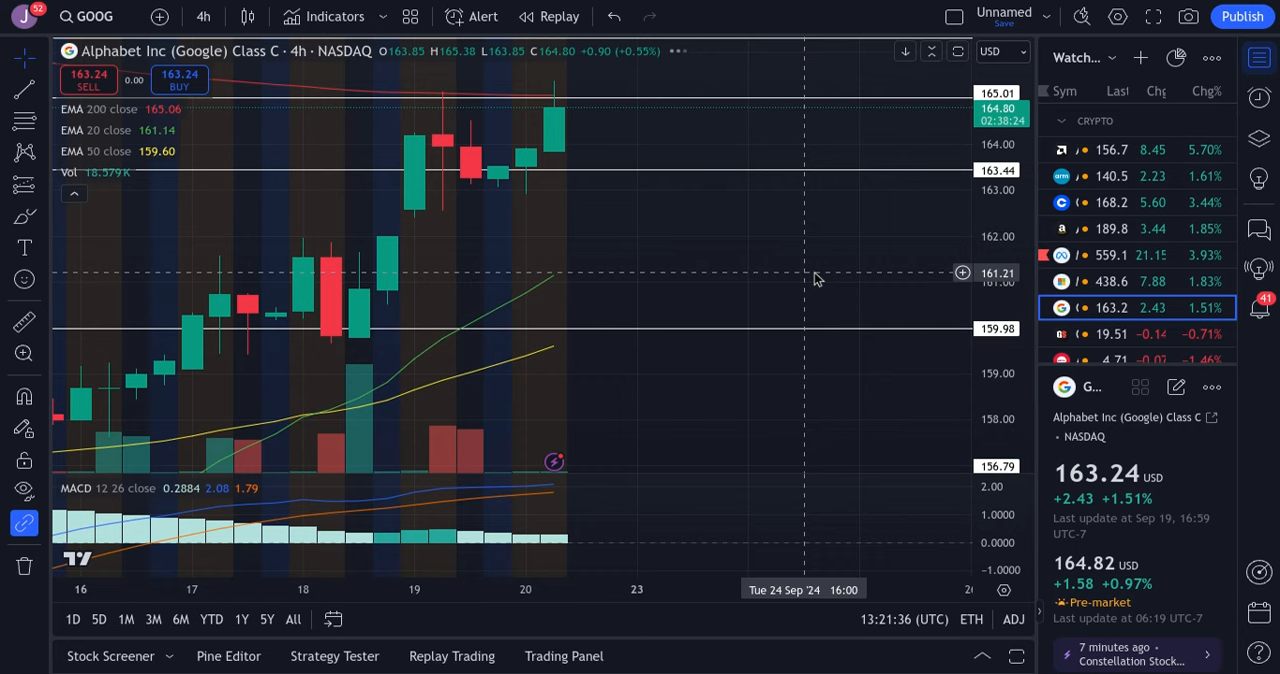 J 52 GOOG 4h Indicators Alert Replay Unnamed Save Publish
Alphabet Inc (Google) Class C · 4h · NASDAQ O163.85 H165.38 L163.85 C164.80 +0.90 (+0.55%)
USD
163.24 SELL 0.00 163.24 BUY
EMA 200 close 165.06
EMA 20 close 161.14
EMA 50 close 159.60
Vol 18.579K
165.01
164.80
02:38:24
164.00
163.44
163.00
162.00
161.21
161.00
159.98
159.00
158.00
156.79
MACD 12 26 close 0.2884 2.08 1.79
2.00
1.0000
0.0000
−1.0000
16 17 18 19 20 23 Tue 24 Sep '24 16:00
1D 5D 1M 3M 6M YTD 1Y 5Y All 13:21:36 (UTC) ETH ADJ
Stock Screener Pine Editor Strategy Tester Replay Trading Trading Panel
Watch...
Sym Last Chg Chg%
CRYPTO
156.7 8.45 5.70%
arm 140.5 2.23 1.61%
168.2 5.60 3.44%
189.8 3.44 1.85%
559.1 21.15 3.93%
438.6 7.88 1.83%
163.2 2.43 1.51%
19.51 −0.14 −0.71%
4.71 −0.07 −1.46%
G...
Alphabet Inc (Google) Class C
• NASDAQ
163.24 USD
+2.43 +1.51%
Last update at Sep 19, 16:59
UTC-7
164.82 USD
+1.58 +0.97%
Pre-market
Last update at 06:19 UTC-7
7 minutes ago •
Constellation Stock...
41